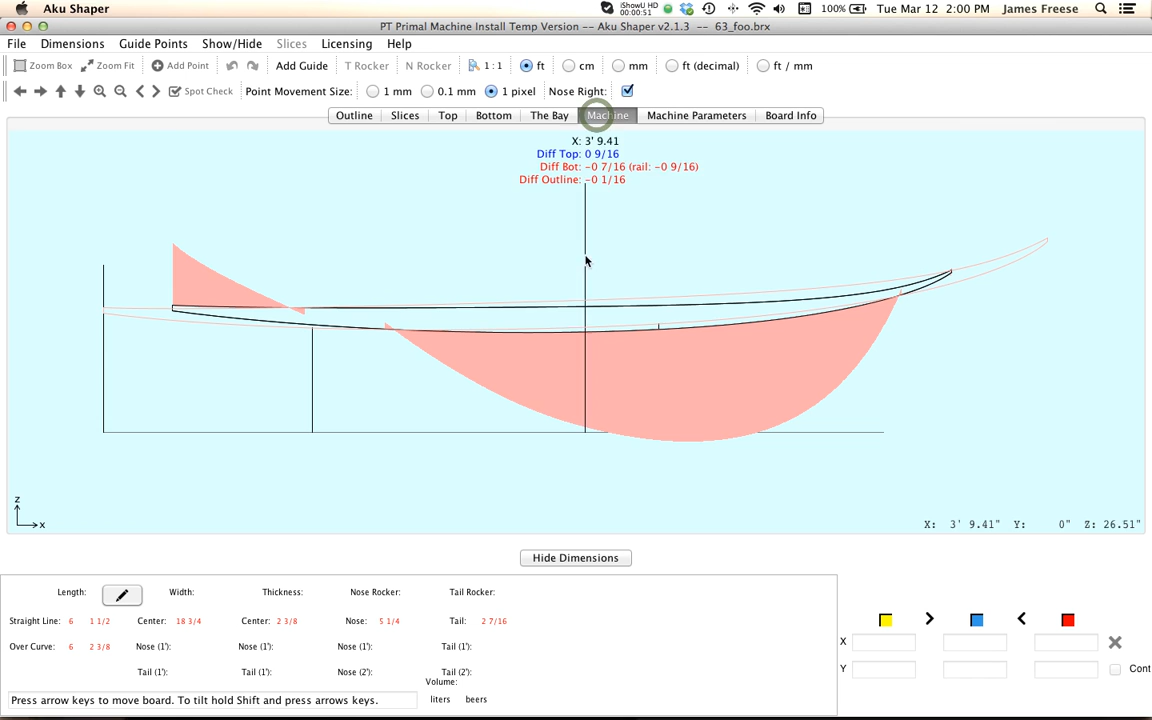 Aku Shaper iShowU HD 00:00:51 100% Tue Mar 12 2:00 PM James Freese
PT Primal Machine Install Temp Version -- Aku Shaper v2.1.3 -- 63_foo.brx
File Dimensions Guide Points Show/Hide Slices Licensing Help
Zoom Box Zoom Fit Add Point Add Guide T Rocker N Rocker 1 : 1 ft cm mm ft (decimal) ft / mm
Spot Check Point Movement Size: 1 mm 0.1 mm 1 pixel Nose Right:
Outline Slices Top Bottom The Bay Machine Machine Parameters Board Info
X: 3' 9.41
Diff Top: 0 9/16
Diff Bot: -0 7/16 (rail: -0 9/16)
Diff Outline: -0 1/16
z
x
X: 3' 9.41" Y: 0" Z: 26.51"
Hide Dimensions
Length: Width: Thickness: Nose Rocker: Tail Rocker:
Straight Line: 6 1 1/2 Center: 18 3/4 Center: 2 3/8 Nose: 5 1/4 Tail: 2 7/16
Over Curve: 6 2 3/8 Nose (1'): Nose (1'): Nose (1'): Tail (1'):
Tail (1'): Tail (1'): Nose (2'): Tail (2'):
Volume:
Press arrow keys to move board. To tilt hold Shift and press arrows keys. liters beers
X
Y Cont